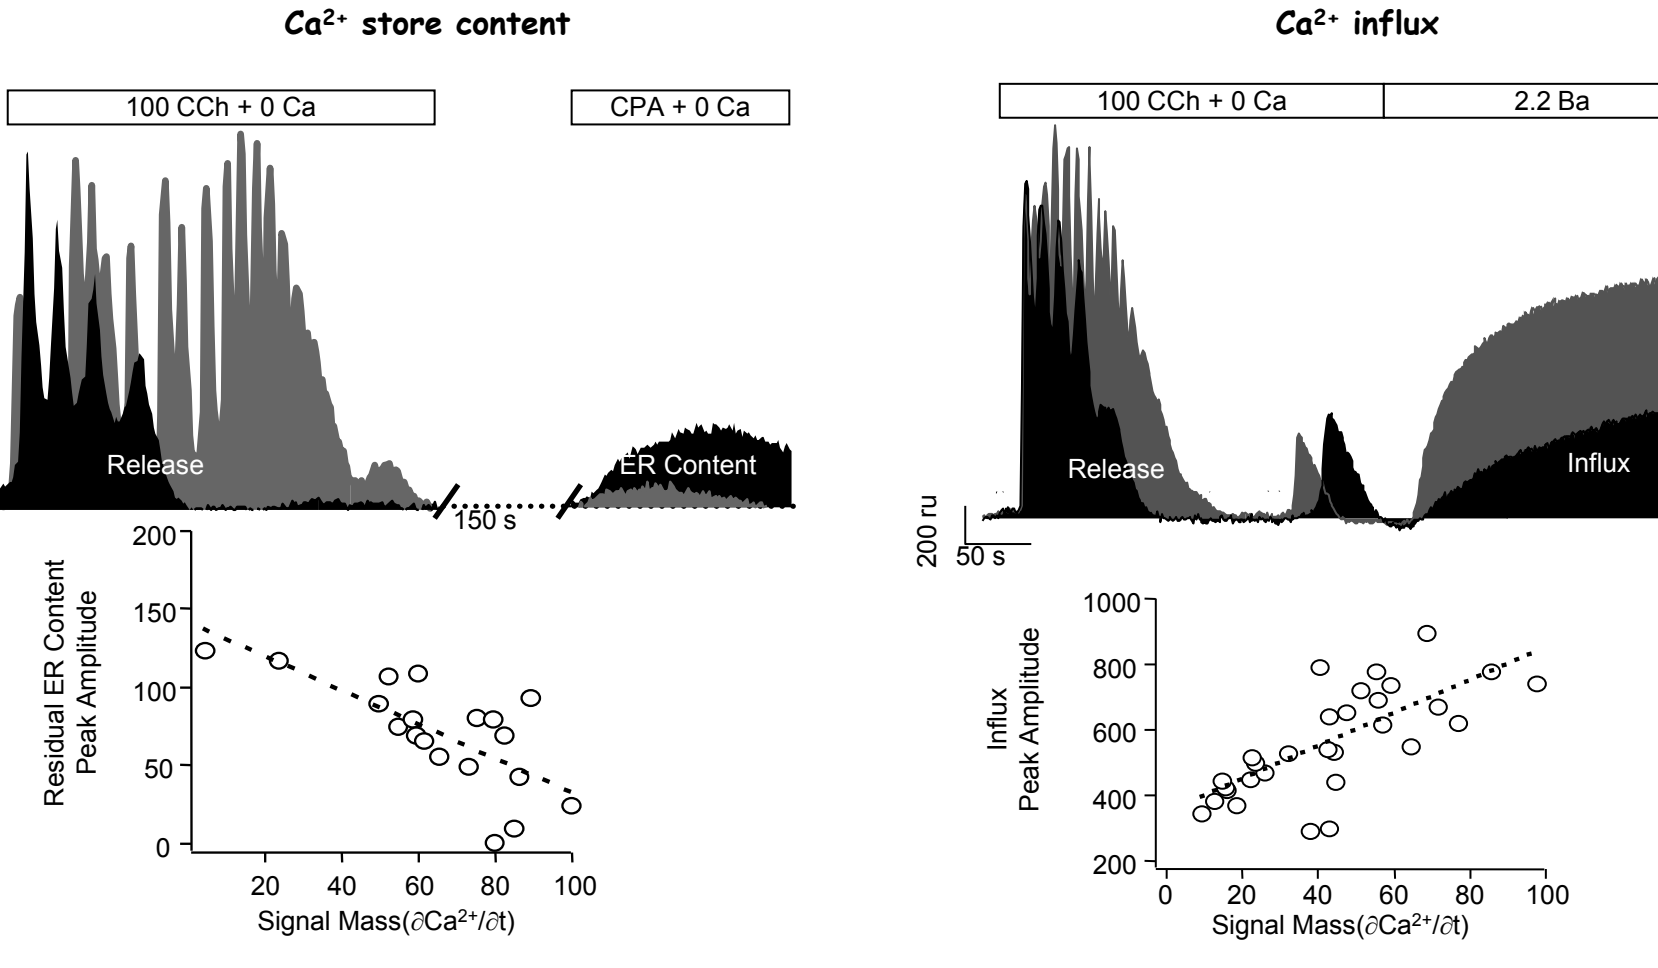 Ca²⁺ store content
100 CCh + 0 Ca
CPA + 0 Ca
Release
ER Content
150 s
200
150
100
50
0
Residual ER Content
Peak Amplitude
20 40 60 80 100
Signal Mass(∂Ca²⁺/∂t)
Ca²⁺ influx
100 CCh + 0 Ca
2.2 Ba
Release
Influx
200 ru
50 s
1000
800
600
400
200
Influx
Peak Amplitude
0 20 40 60 80 100
Signal Mass(∂Ca²⁺/∂t)